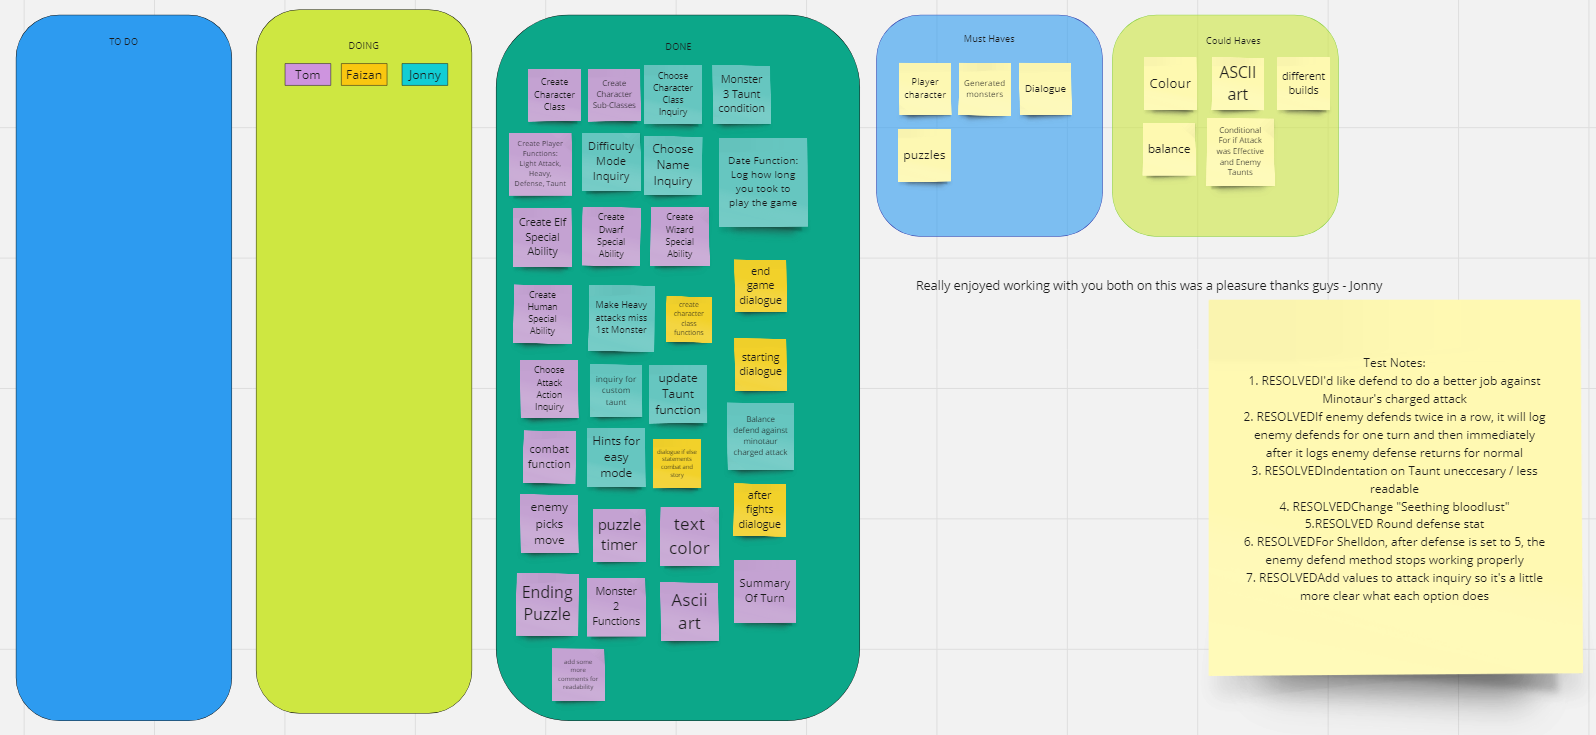 TO DO
DOING
Tom
Faizan
Jonny
DONE
Create
Character
Class
Create
Character
Sub-Classes
Choose
Character
Class
Inquiry
Monster
3 Taunt
condition
Create Player
Functions:
Light Attack,
Heavy,
Defense, Taunt
Difficulty
Mode
Inquiry
Choose
Name
Inquiry
Date Function:
Log how long
you took to
play the game
Create Elf
Special
Ability
Create
Dwarf
Special
Ability
Create
Wizard
Special
Ability
end
game
dialogue
Create
Human
Special
Ability
Make Heavy
attacks miss
1st Monster
create
character
class
functions
starting
dialogue
Choose
Attack
Action
Inquiry
inquiry for
custom
taunt
update
Taunt
function
Balance
defend against
minotaur
charged attack
combat
function
Hints for
easy
mode
dialogue if else
statements
combat and
story
after
fights
dialogue
enemy
picks
move
puzzle
timer
text
color
Ending
Puzzle
Monster
2
Functions
Ascii
art
Summary
Of Turn
add some
more
comments for
readability
Must Haves
Player
character
Generated
monsters
Dialogue
puzzles
Could Haves
Colour
ASCII
art
different
builds
balance
Conditional
For if Attack
was Effective
and Enemy
Taunts
Really enjoyed working with you both on this was a pleasure thanks guys - Jonny
Test Notes:
1. RESOLVEDI'd like defend to do a better job against
Minotaur's charged attack
2. RESOLVEDIf enemy defends twice in a row, it will log
enemy defends for one turn and then immediately
after it logs enemy defense returns for normal
3. RESOLVEDIndentation on Taunt uneccesary / less
readable
4. RESOLVEDChange "Seething bloodlust"
5.RESOLVED Round defense stat
6. RESOLVEDFor Shelldon, after defense is set to 5, the
enemy defend method stops working properly
7. RESOLVEDAdd values to attack inquiry so it's a little
more clear what each option does